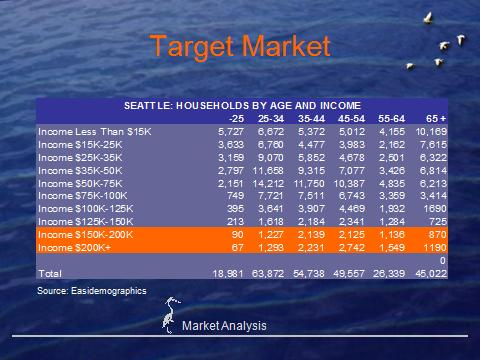 Target Market
SEATTLE: HOUSEHOLDS BY AGE AND INCOME
-25 25-34 35-44 45-54 55-64 65 +
Income Less Than $15K 5,727 6,672 5,372 5,012 4,155 10,169
Income $15K-25K 3,633 6,760 4,477 3,983 2,162 7,615
Income $25K-35K 3,159 9,070 5,852 4,678 2,501 6,322
Income $35K-50K 2,797 11,658 9,315 7,077 3,426 6,814
Income $50K-75K 2,151 14,212 11,750 10,387 4,835 6,213
Income $75K-100K 749 7,721 7,511 6,743 3,359 3,414
Income $100K-125K 395 3,641 3,907 4,469 1,932 1690
Income $125K-150K 213 1,618 2,184 2,341 1,284 725
Income $150K-200K 90 1,227 2,139 2,125 1,136 870
Income $200K+ 67 1,293 2,231 2,742 1,549 1190
0
Total 18,981 63,872 54,738 49,557 26,339 45,022
Source: Easidemographics
Market Analysis